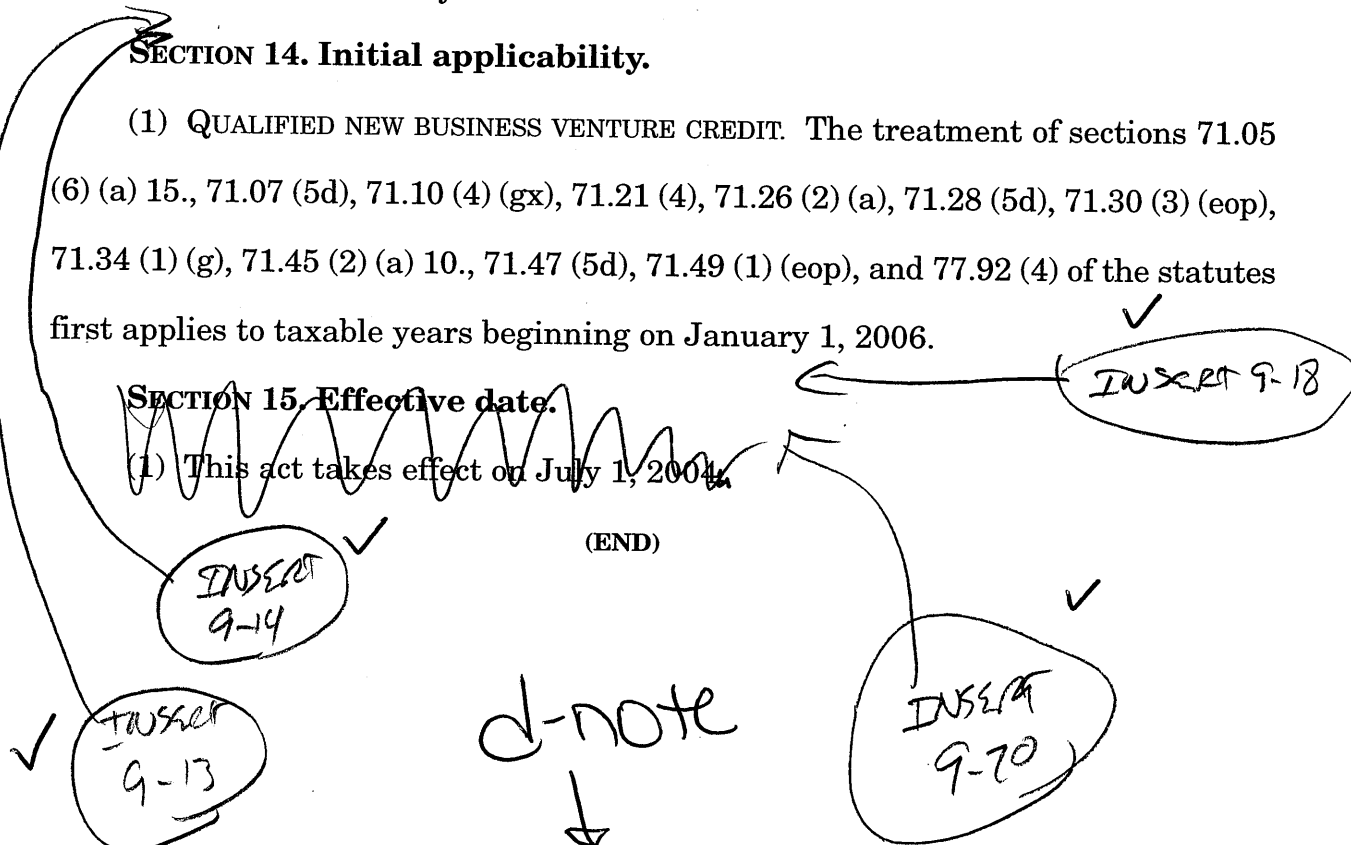 SECTION 14. Initial applicability.
(1) QUALIFIED NEW BUSINESS VENTURE CREDIT. The treatment of sections 71.05
(6) (a) 15., 71.07 (5d), 71.10 (4) (gx), 71.21 (4), 71.26 (2) (a), 71.28 (5d), 71.30 (3) (eop),
71.34 (1) (g), 71.45 (2) (a) 10., 71.47 (5d), 71.49 (1) (eop), and 77.92 (4) of the statutes
first applies to taxable years beginning on January 1, 2006.
INSERT 9-18
SECTION 15. Effective date.
(1) This act takes effect on July 1, 2004.
(END)
INSERT
9-14
INSERT
9-13
d-note
INSERT
9-20